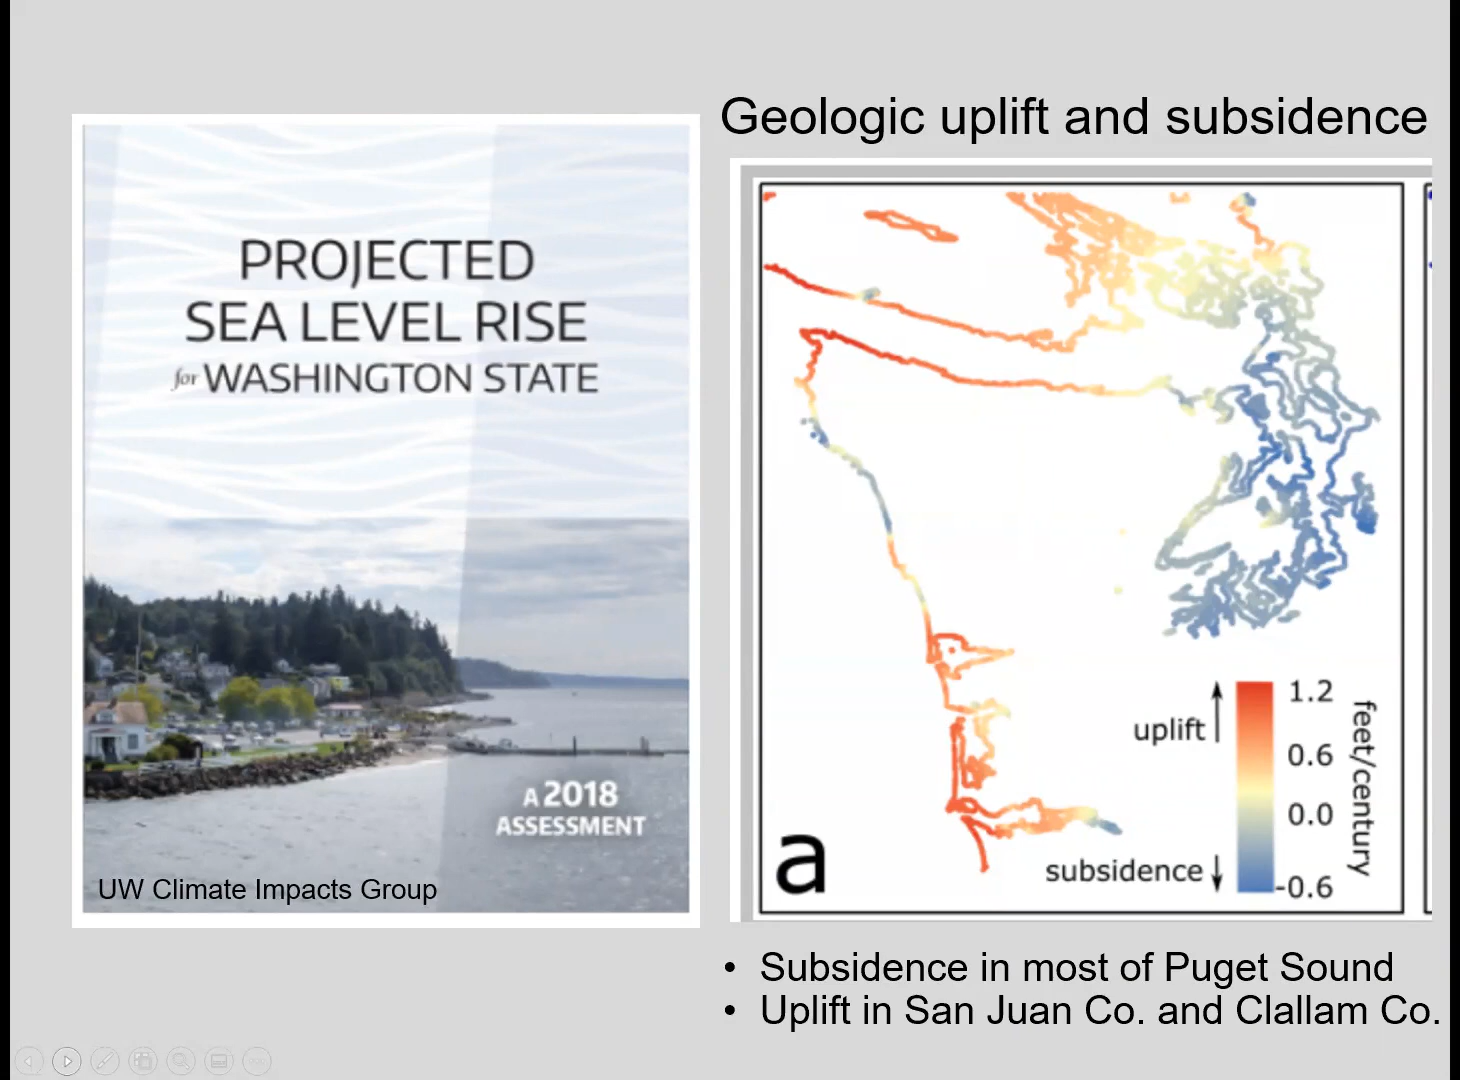 Geologic uplift and subsidence
PROJECTED
SEA LEVEL RISE
for WASHINGTON STATE
A 2018
ASSESSMENT
UW Climate Impacts Group
uplift
subsidence
1.2
0.6
0.0
-0.6
feet/century
a
• Subsidence in most of Puget Sound
• Uplift in San Juan Co. and Clallam Co.